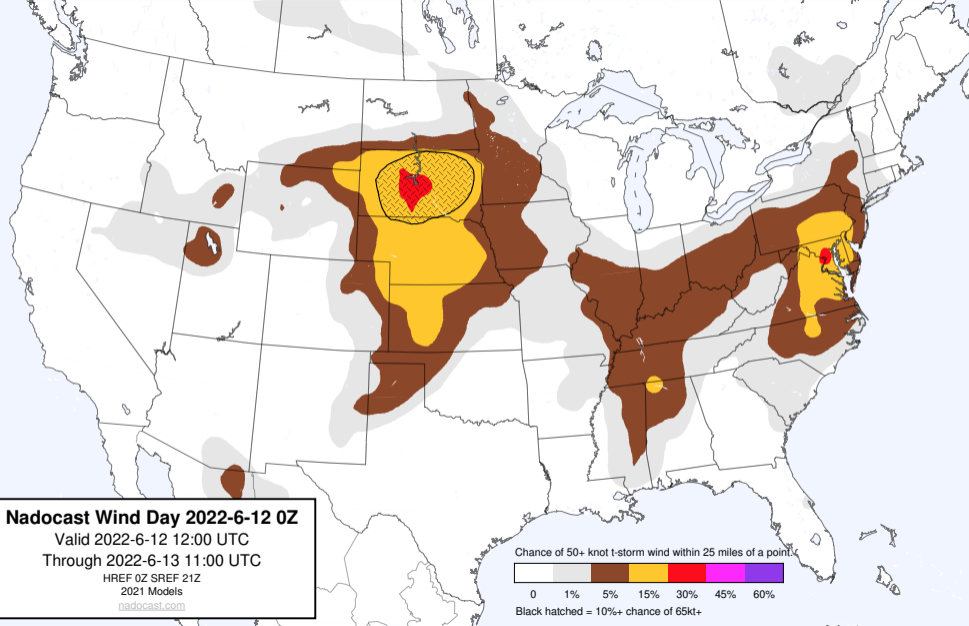 Nadocast Wind Day 2022-6-12 0Z
Valid 2022-6-12 12:00 UTC
Through 2022-6-13 11:00 UTC
HREF 0Z SREF 21Z
2021 Models
nadocast.com
Chance of 50+ knot t-storm wind within 25 miles of a point.
0 1% 5% 15% 30% 45% 60%
Black hatched = 10%+ chance of 65kt+